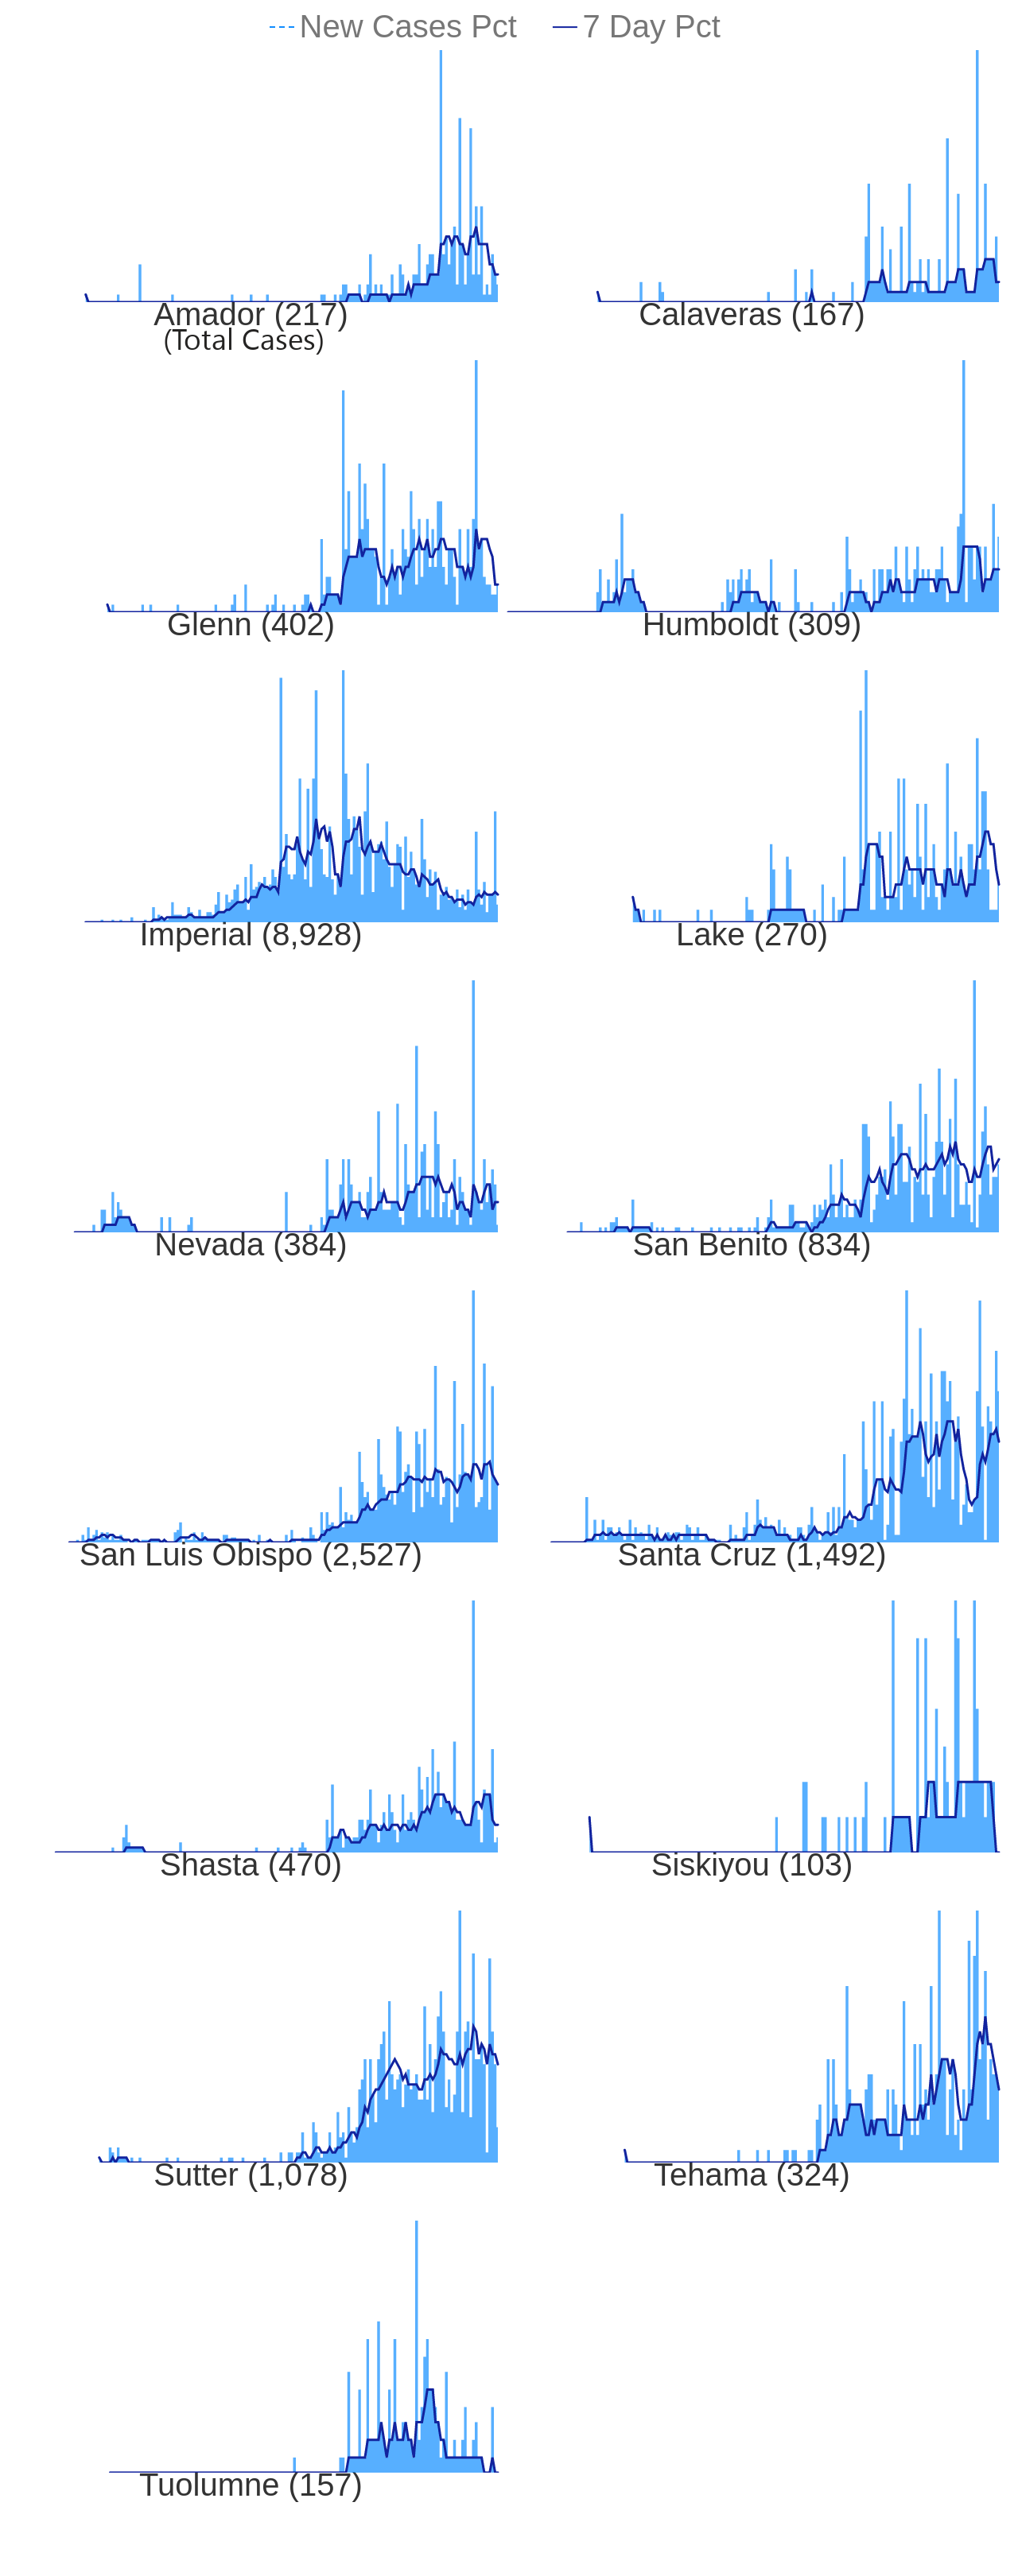 New Cases Pct 7 Day Pct
Amador (217) Calaveras (167)
(Total Cases)
Glenn (402) Humboldt (309)
Imperial (8,928) Lake (270)
Nevada (384) San Benito (834)
San Luis Obispo (2,527) Santa Cruz (1,492)
Shasta (470) Siskiyou (103)
Sutter (1,078) Tehama (324)
Tuolumne (157)